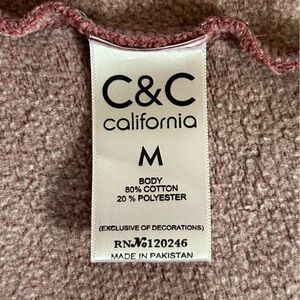 C&C
california
M
BODY
80% COTTON
20% POLYESTER
(EXCLUSIVE OF DECORATIONS)
RN№120246
MADE IN PAKISTAN